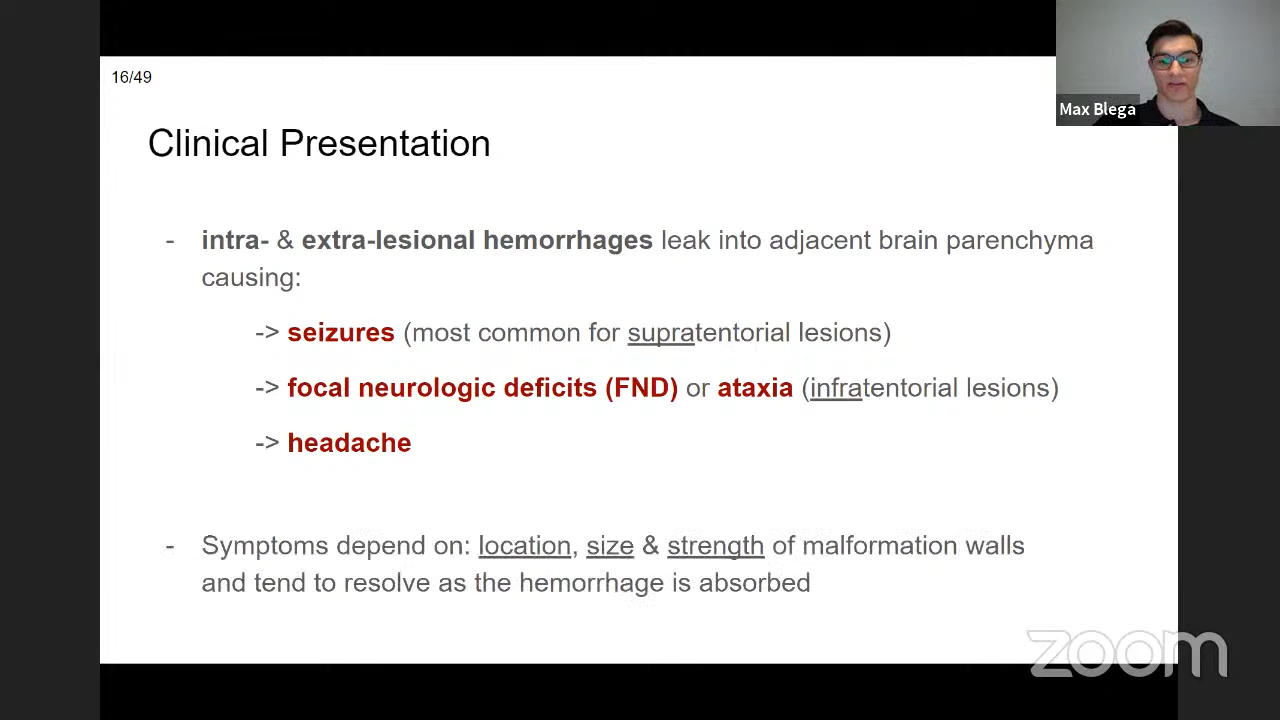 16/49
Max Blega
Clinical Presentation
- intra- & extra-lesional hemorrhages leak into adjacent brain parenchyma
causing:
-> seizures (most common for supratentorial lesions)
-> focal neurologic deficits (FND) or ataxia (infratentorial lesions)
-> headache
- Symptoms depend on: location, size & strength of malformation walls
and tend to resolve as the hemorrhage is absorbed
zoom